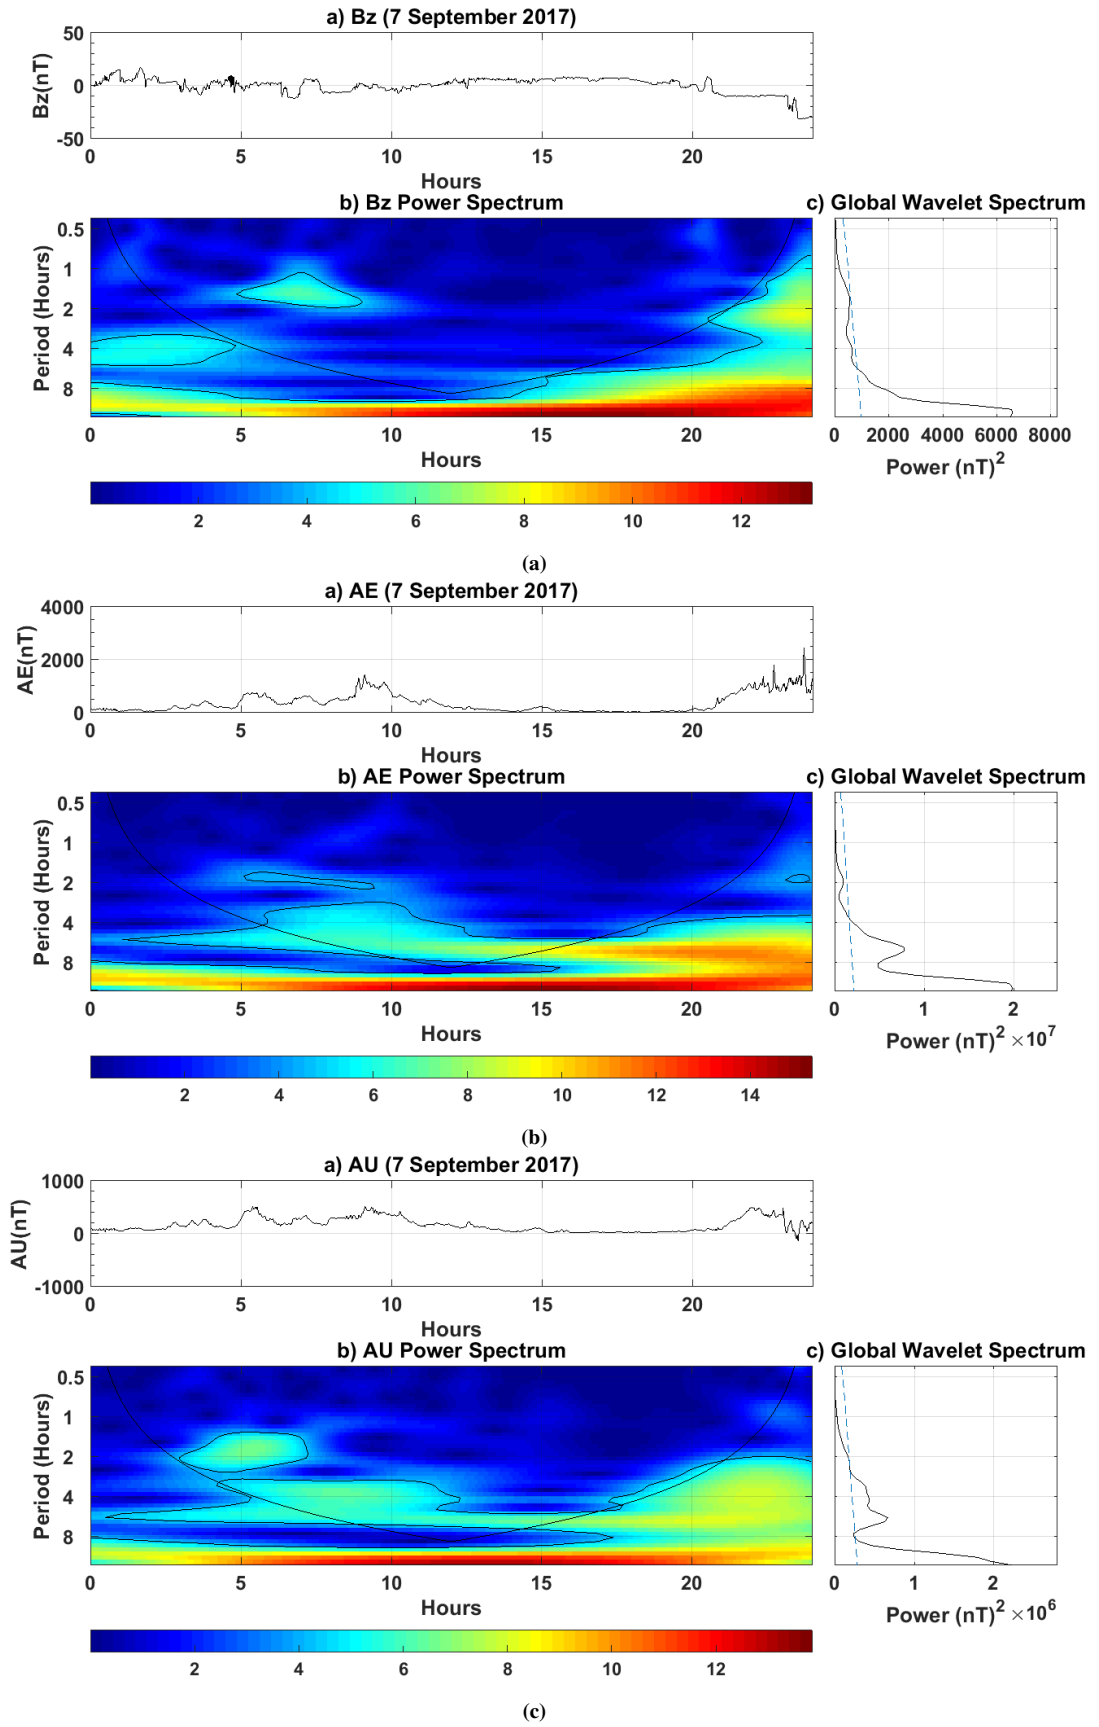 a) Bz (7 September 2017)
50
0
-50
Bz(nT)
0 5 10 15 20
Hours
b) Bz Power Spectrum
c) Global Wavelet Spectrum
0.5
1
2
4
8
Period (Hours)
0 5 10 15 20
Hours
0 2000 4000 6000 8000
Power (nT)²
2 4 6 8 10 12
(a)
a) AE (7 September 2017)
4000
2000
0
AE(nT)
0 5 10 15 20
Hours
b) AE Power Spectrum
c) Global Wavelet Spectrum
0.5
1
2
4
8
Period (Hours)
0 5 10 15 20
Hours
0 1 2
Power (nT)² ×10⁷
2 4 6 8 10 12 14
(b)
a) AU (7 September 2017)
1000
0
-1000
AU(nT)
0 5 10 15 20
Hours
b) AU Power Spectrum
c) Global Wavelet Spectrum
0.5
1
2
4
8
Period (Hours)
0 5 10 15 20
Hours
0 1 2
Power (nT)² ×10⁶
2 4 6 8 10 12
(c)